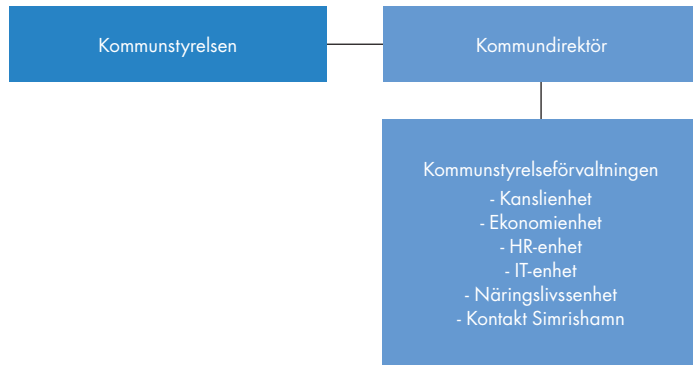 Kommunstyrelsen
Kommundirektör
Kommunstyrelseförvaltningen
- Kanslienhet
- Ekonomienhet
- HR-enhet
- IT-enhet
- Näringslivssenhet
- Kontakt Simrishamn